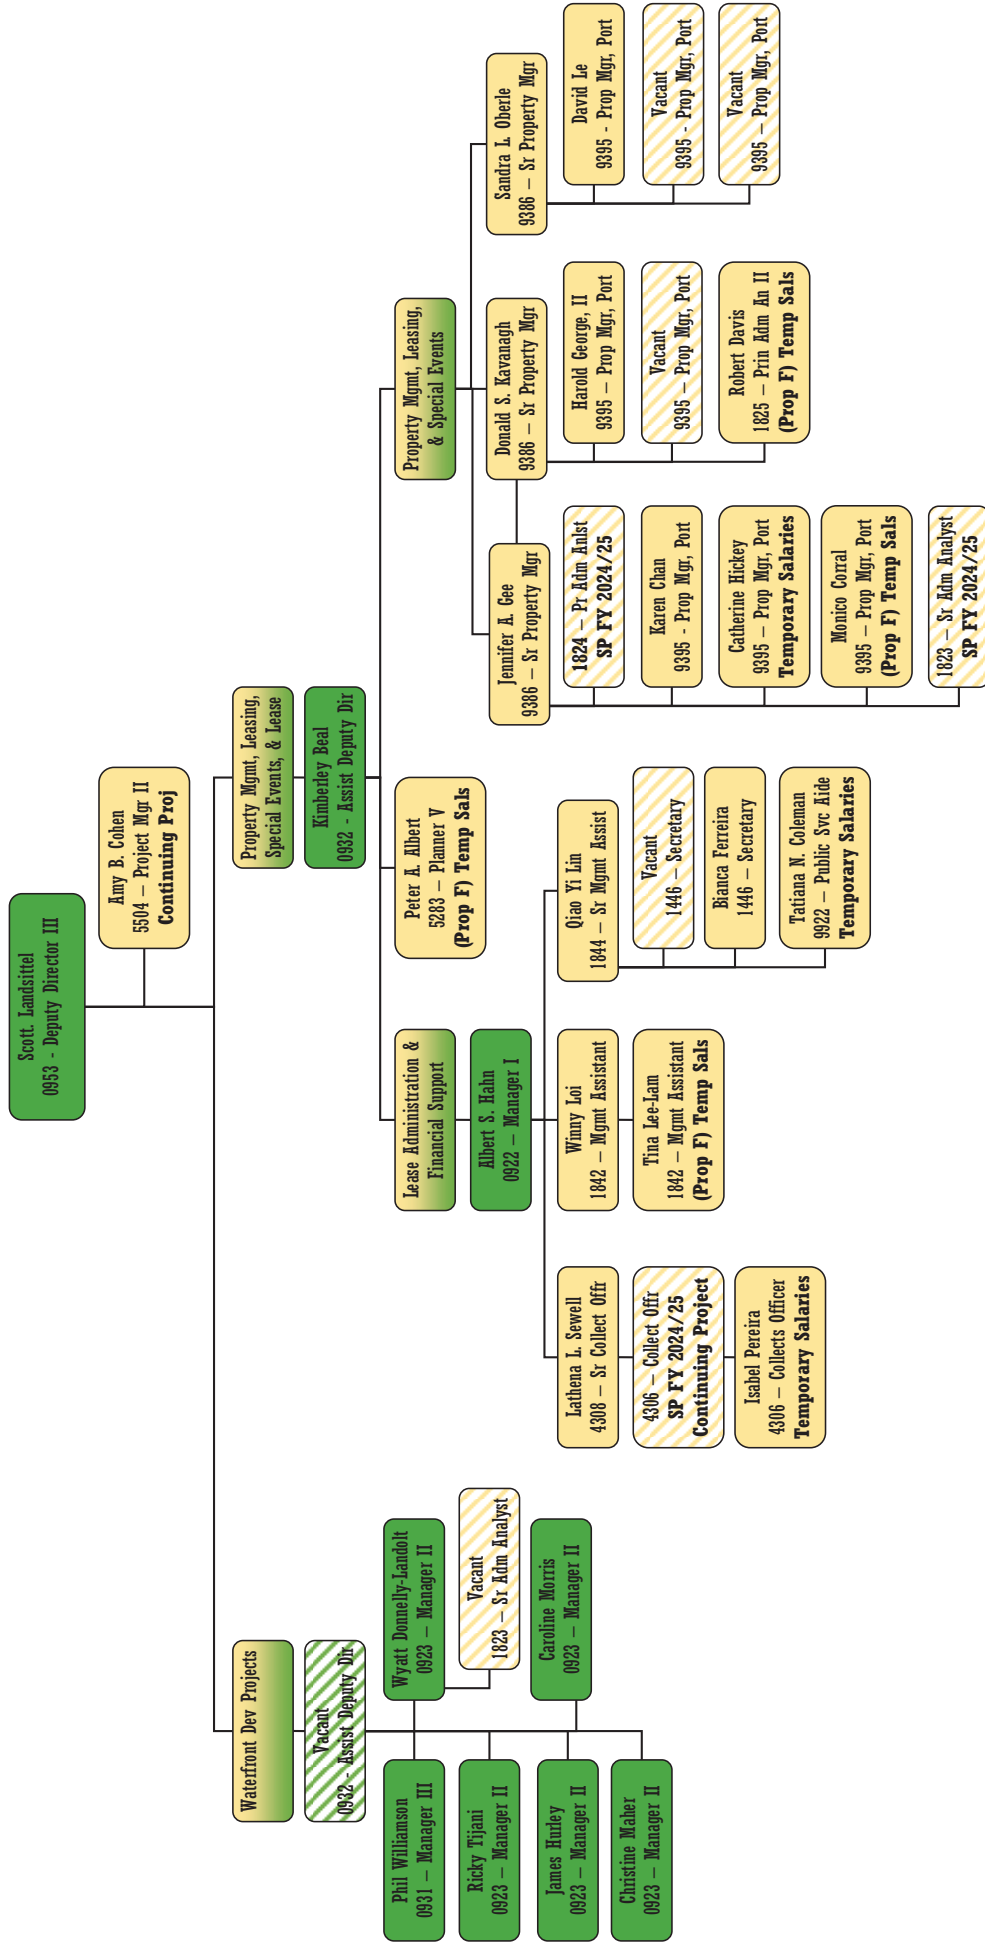 Scott. Landsittel
0953 - Deputy Director III
Amy B. Cohen
5504 – Project Mgr II
Continuing Proj
Waterfront Dev Projects
Vacant
0932 - Assist Deputy Dir
Phil Williamson
0931 – Manager III
Ricky Tijani
0923 – Manager II
James Hurley
0923 – Manager II
Christine Maher
0923 – Manager II
Wyatt Donnelly-Landolt
0923 – Manager II
Vacant
1823 – Sr Adm Analyst
Caroline Morris
0923 – Manager II
Property Mgmt, Leasing,
Special Events, & Lease
Kimberley Beal
0932 - Assist Deputy Dir
Lease Administration &
Financial Support
Albert S. Hahn
0922 – Manager I
Lathena L. Sewell
4308 – Sr Collect Offr
4306 – Collect Offr
SP FY 2024/25
Continuing Project
Isabel Pereira
4306 – Collects Officer
Temporary Salaries
Winny Loi
1842 – Mgmt Assistant
Tina Lee-Lam
1842 – Mgmt Assistant
(Prop F) Temp Sals
Qiao Yi Lin
1844 – Sr Mgmt Assist
Vacant
1446 – Secretary
Bianca Ferreira
1446 – Secretary
Tatiana N. Coleman
9922 – Public Svc Aide
Temporary Salaries
Peter A. Albert
5283 – Planner V
(Prop F) Temp Sals
Property Mgmt, Leasing,
& Special Events
Jennifer A. Gee
9386 – Sr Property Mgr
1824 – Pr Adm Anlst
SP FY 2024/25
Karen Chan
9395 - Prop Mgr, Port
Catherine Hickey
9395 – Prop Mgr, Port
Temporary Salaries
Monico Corral
9395 – Prop Mgr, Port
(Prop F) Temp Sals
1823 – Sr Adm Analyst
SP FY 2024/25
Donald S. Kavanagh
9386 – Sr Property Mgr
Harold George, II
9395 – Prop Mgr, Port
Vacant
9395 – Prop Mgr, Port
Robert Davis
1825 – Prin Adm An II
(Prop F) Temp Sals
Sandra L. Oberle
9386 – Sr Property Mgr
David Le
9395 - Prop Mgr, Port
Vacant
9395 - Prop Mgr, Port
Vacant
9395 – Prop Mgr, Port